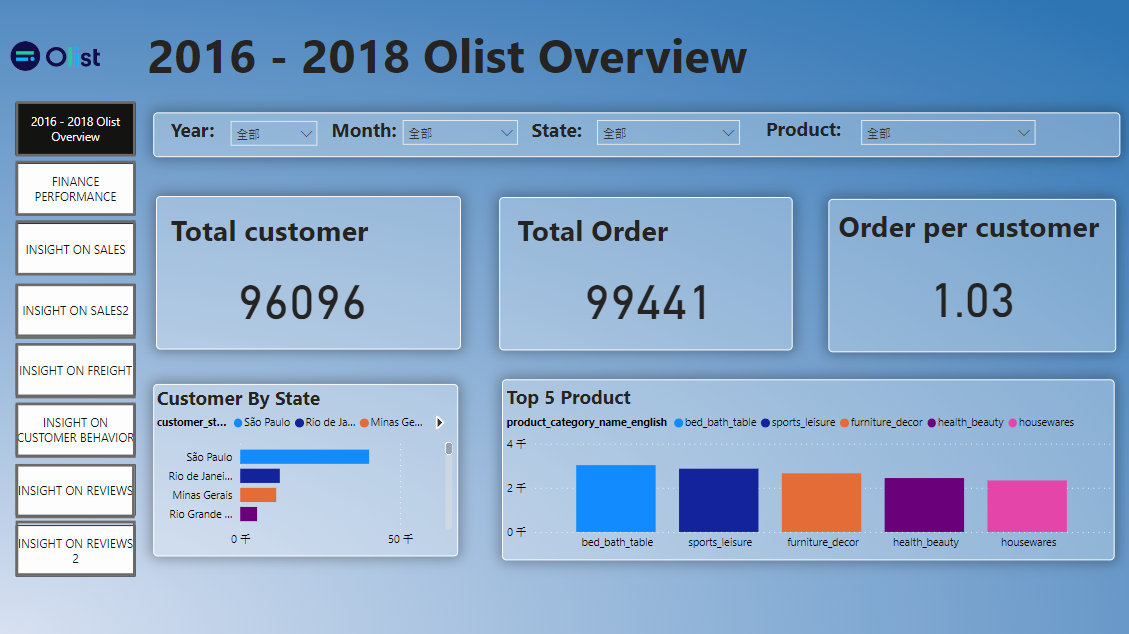 Olist
2016 - 2018 Olist Overview
2016 - 2018 Olist
Overview
FINANCE
PERFORMANCE
INSIGHT ON SALES
INSIGHT ON SALES2
INSIGHT ON FREIGHT
INSIGHT ON
CUSTOMER BEHAVIOR
INSIGHT ON REVIEWS
INSIGHT ON REVIEWS
2
Year: 全部 Month: 全部 State: 全部 Product: 全部
Total customer
96096
Total Order
99441
Order per customer
1.03
Customer By State
customer_st... São Paulo Rio de Ja... Minas Ge...
São Paulo
Rio de Janei...
Minas Gerais
Rio Grande ...
0 千 50 千
Top 5 Product
product_category_name_english bed_bath_table sports_leisure furniture_decor health_beauty housewares
4 千
2 千
0 千
bed_bath_table sports_leisure furniture_decor health_beauty housewares